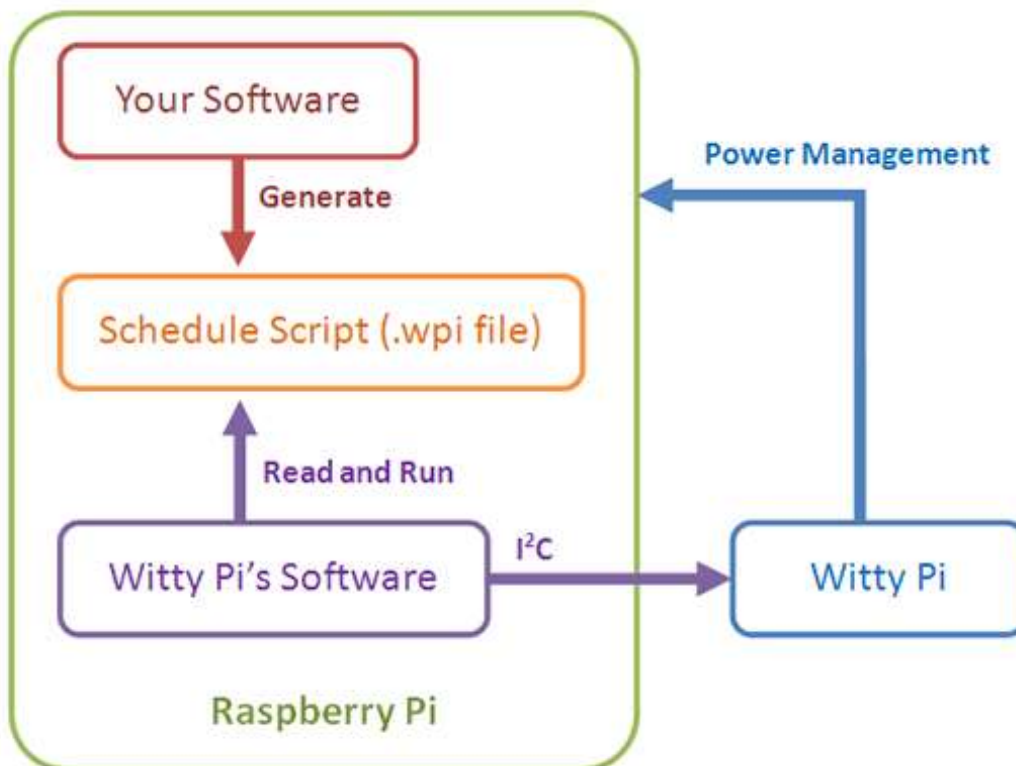 Your Software
Power Management
Generate
Schedule Script (.wpi file)
Read and Run
I²C
Witty Pi's Software
Witty Pi
Raspberry Pi